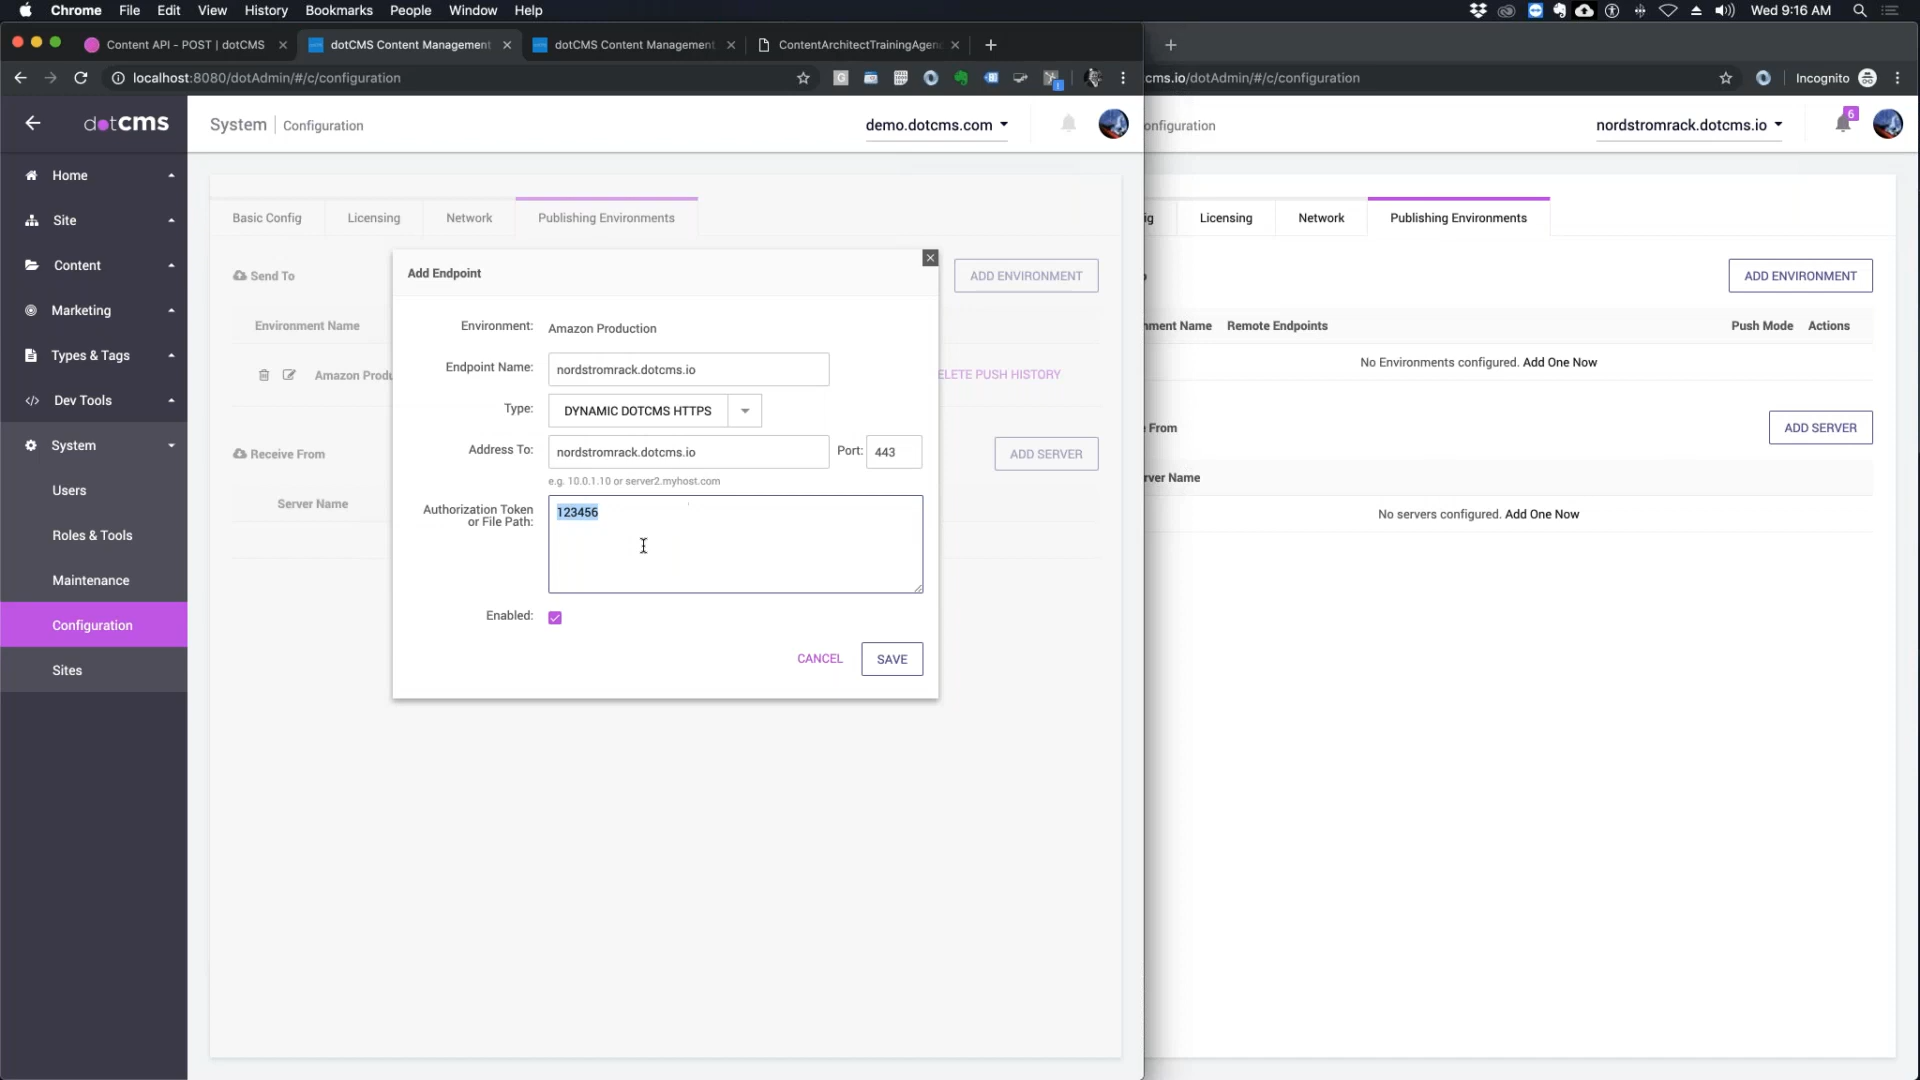 Chrome File Edit View History Bookmarks People Window Help Wed 9:16 AM
Content API - POST | dotCMS dotCMS Content Management dotCMS Content Management ContentArchitectTrainingAgen
localhost:8080/dotAdmin/#/c/configuration cms.io/dotAdmin/#/c/configuration Incognito
dotCMS System Configuration demo.dotcms.com onfiguration nordstromrack.dotcms.io 6
Home
Site
Content
Marketing
Types & Tags
Dev Tools
System
Users
Roles & Tools
Maintenance
Configuration
Sites
Basic Config Licensing Network Publishing Environments
Send To ADD ENVIRONMENT
Environment Name
Amazon Produ ELETE PUSH HISTORY
Receive From ADD SERVER
Server Name
Add Endpoint
Environment: Amazon Production
Endpoint Name: nordstromrack.dotcms.io
Type: DYNAMIC DOTCMS HTTPS
Address To: nordstromrack.dotcms.io Port: 443
e.g. 10.0.1.10 or server2.myhost.com
Authorization Token
or File Path:
123456
Enabled:
CANCEL SAVE
ig Licensing Network Publishing Environments
o ADD ENVIRONMENT
nment Name Remote Endpoints Push Mode Actions
No Environments configured. Add One Now
e From ADD SERVER
rver Name
No servers configured. Add One Now